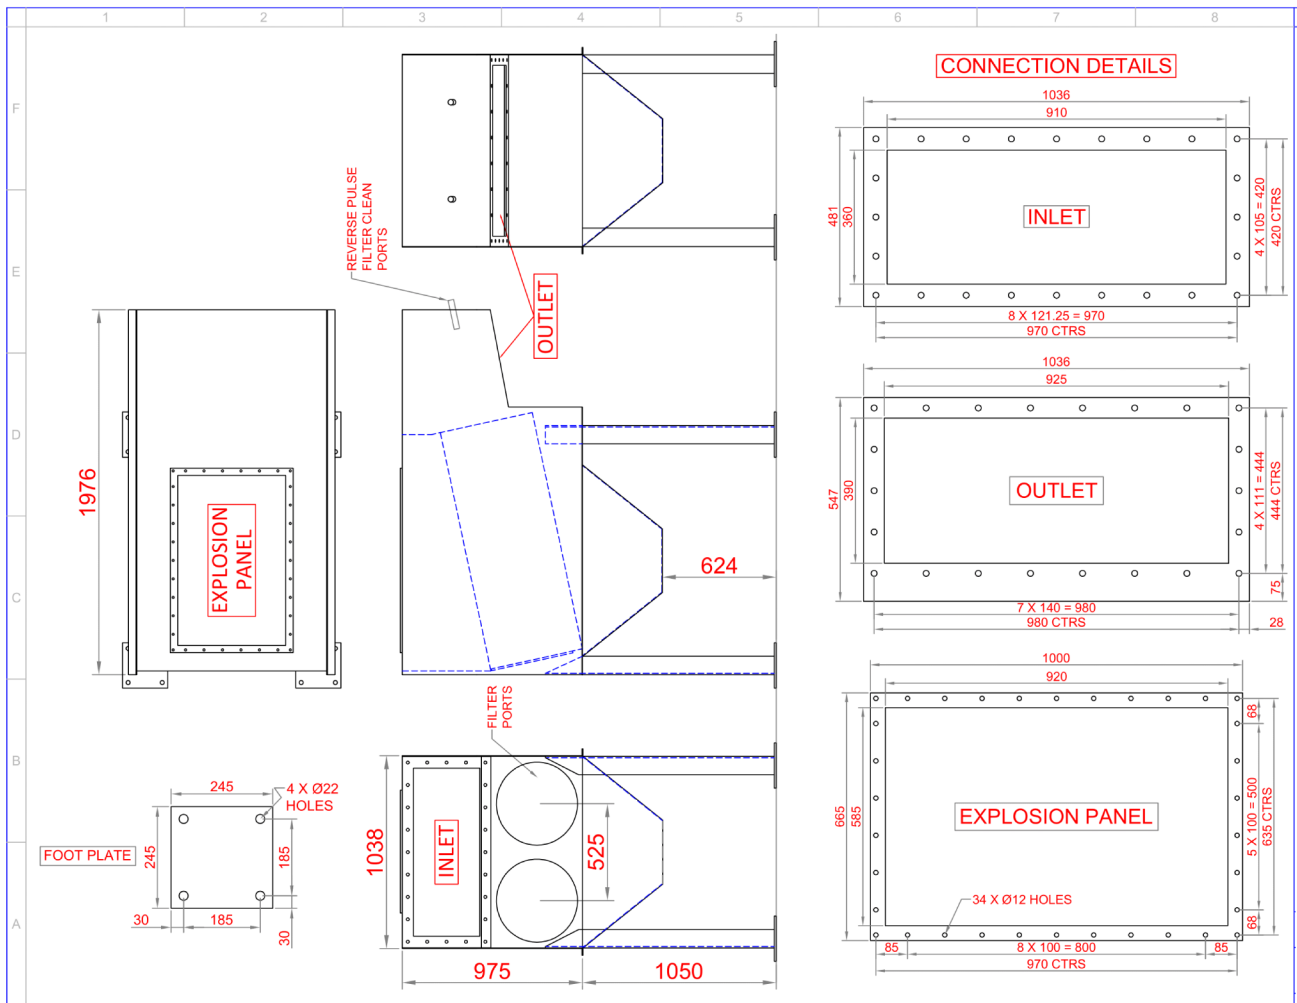 1 2 3 4 5 6 7 8
F
E
D
C
B
A
CONNECTION DETAILS
1036
910
481
360
INLET
4 X 105 = 420
420 CTRS
8 X 121.25 = 970
970 CTRS
REVERSE PULSE
FILTER CLEAN
PORTS
OUTLET
1036
925
547
390
OUTLET
4 X 111 = 444
444 CTRS
75
7 X 140 = 980
980 CTRS
28
1976
EXPLOSION
PANEL
624
1000
920
665
585
EXPLOSION PANEL
68
5 X 100 = 500
635 CTRS
68
34 X Ø12 HOLES
85
8 X 100 = 800
85
970 CTRS
FILTER
PORTS
1038
INLET
525
975
1050
245
4 X Ø22
HOLES
FOOT PLATE
245
185
30
185
30